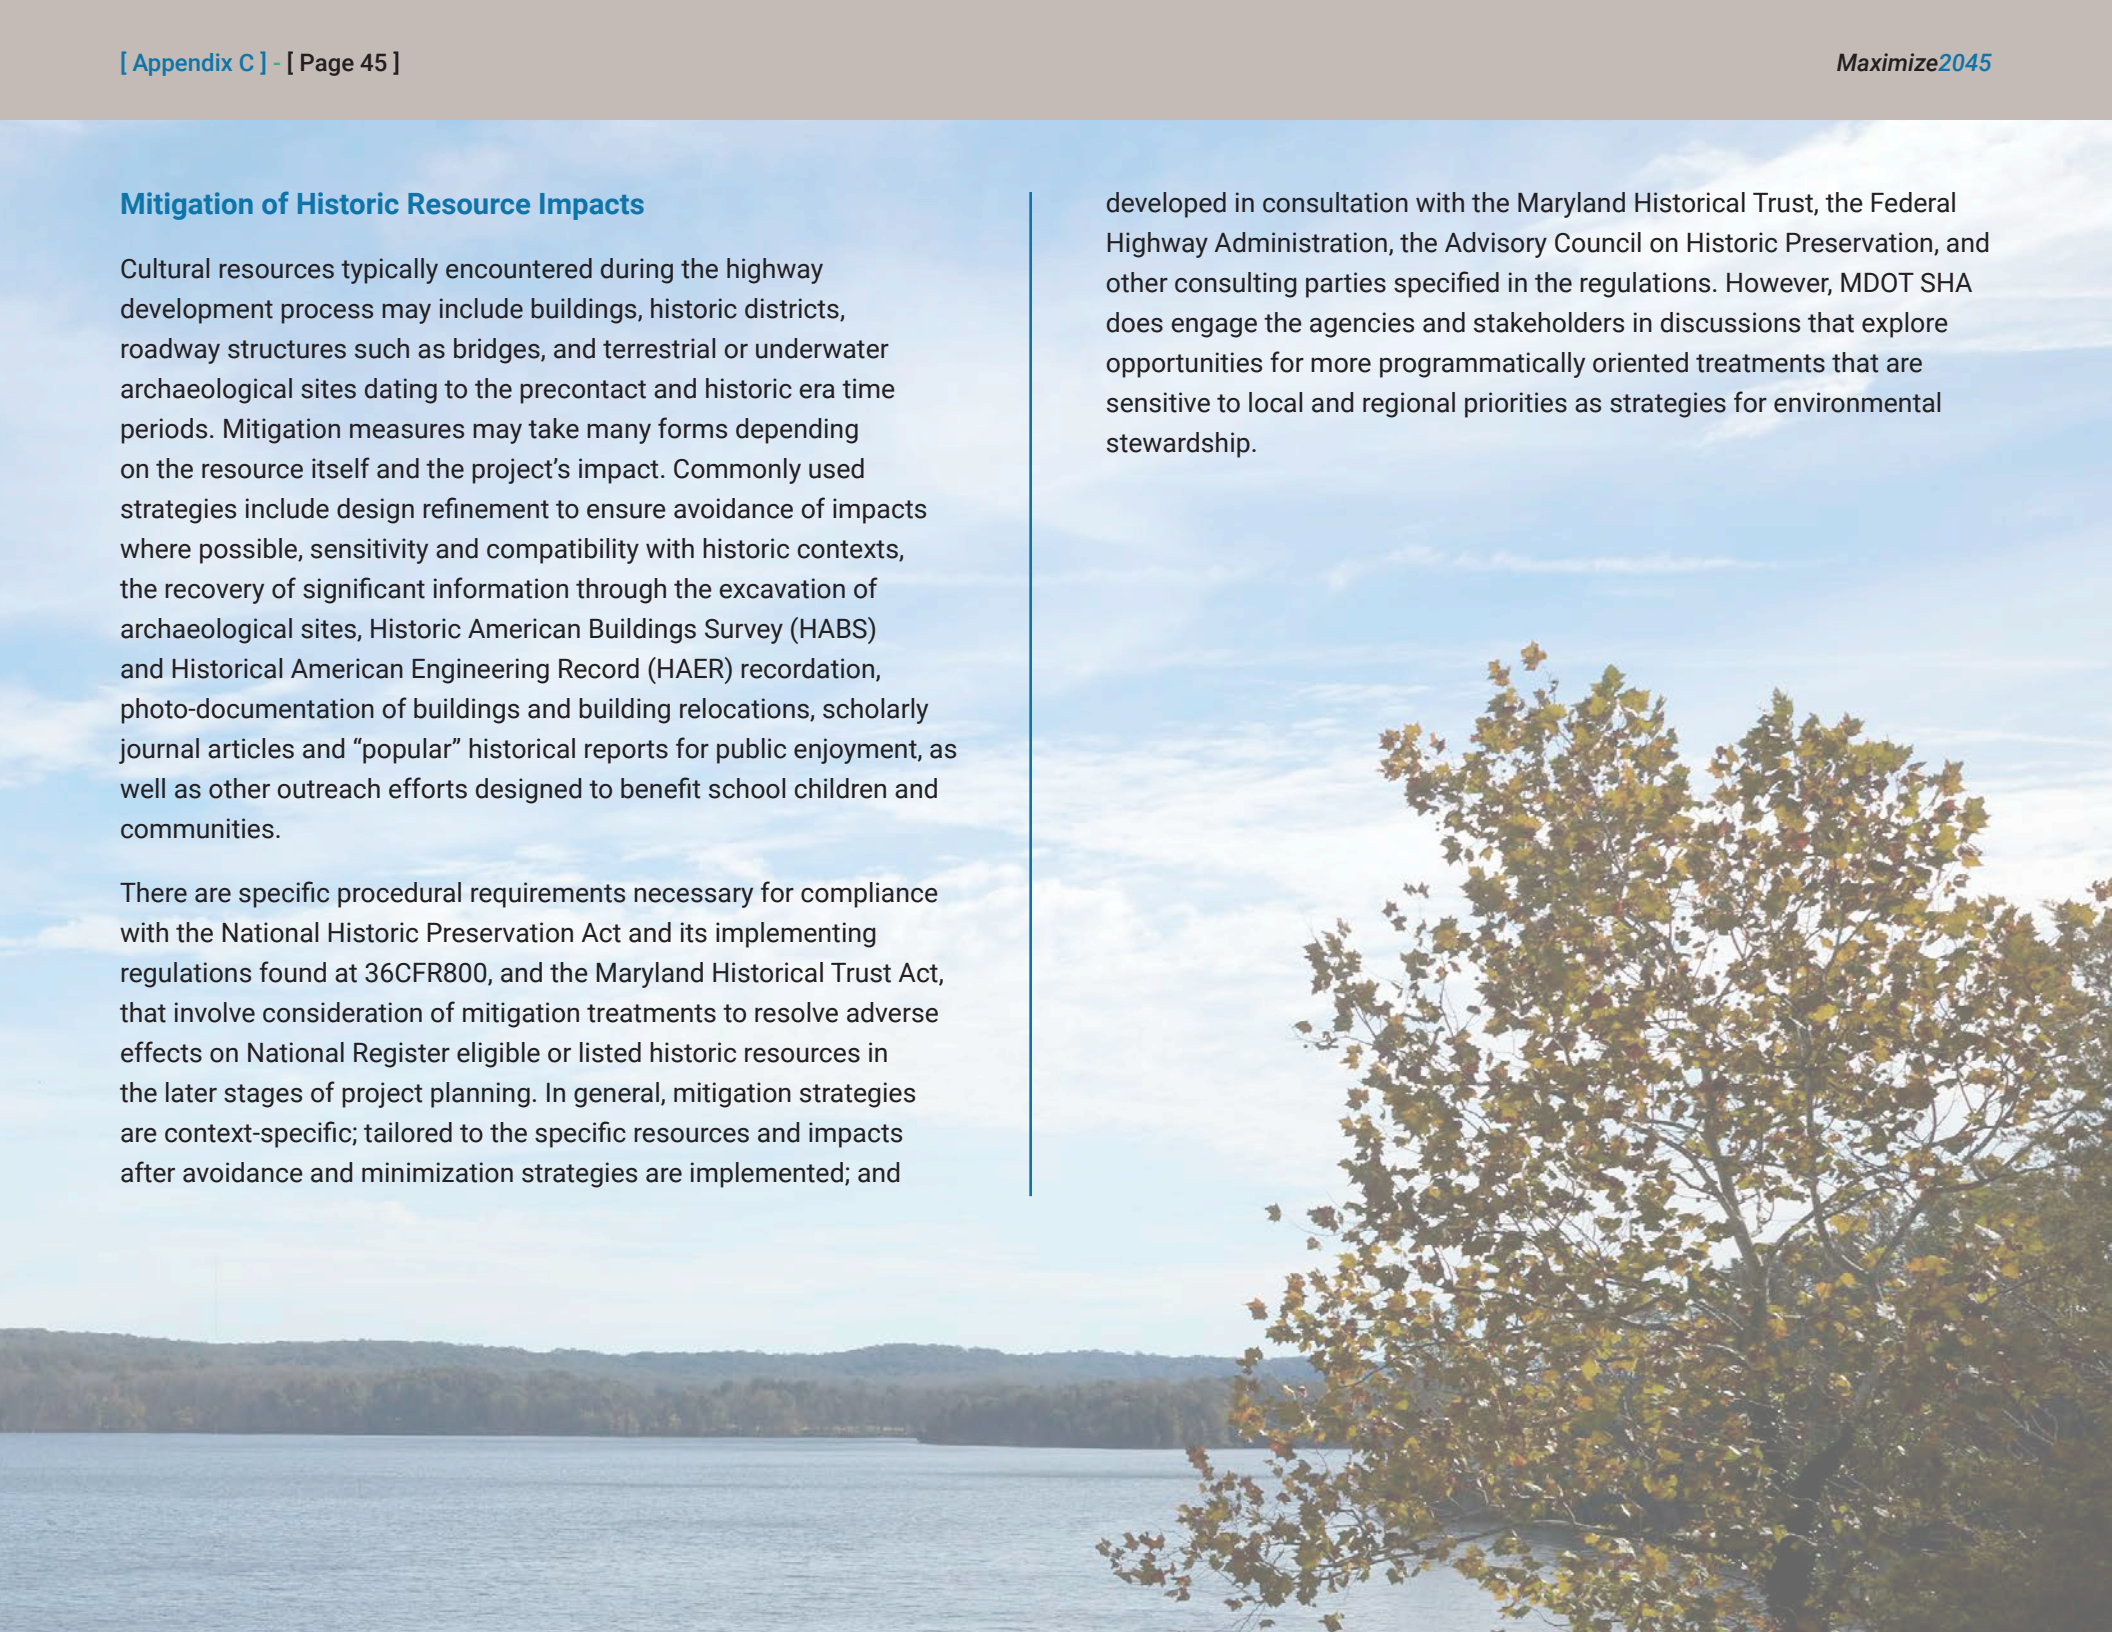 [ Appendix C ] - [ Page 45 ]
Maximize2045
Mitigation of Historic Resource Impacts
Cultural resources typically encountered during the highway
development process may include buildings, historic districts,
roadway structures such as bridges, and terrestrial or underwater
archaeological sites dating to the precontact and historic era time
periods. Mitigation measures may take many forms depending
on the resource itself and the project’s impact. Commonly used
strategies include design refinement to ensure avoidance of impacts
where possible, sensitivity and compatibility with historic contexts,
the recovery of significant information through the excavation of
archaeological sites, Historic American Buildings Survey (HABS)
and Historical American Engineering Record (HAER) recordation,
photo-documentation of buildings and building relocations, scholarly
journal articles and “popular” historical reports for public enjoyment, as
well as other outreach efforts designed to benefit school children and
communities.
There are specific procedural requirements necessary for compliance
with the National Historic Preservation Act and its implementing
regulations found at 36CFR800, and the Maryland Historical Trust Act,
that involve consideration of mitigation treatments to resolve adverse
effects on National Register eligible or listed historic resources in
the later stages of project planning. In general, mitigation strategies
are context-specific; tailored to the specific resources and impacts
after avoidance and minimization strategies are implemented; and
developed in consultation with the Maryland Historical Trust, the Federal
Highway Administration, the Advisory Council on Historic Preservation, and
other consulting parties specified in the regulations. However, MDOT SHA
does engage the agencies and stakeholders in discussions that explore
opportunities for more programmatically oriented treatments that are
sensitive to local and regional priorities as strategies for environmental
stewardship.